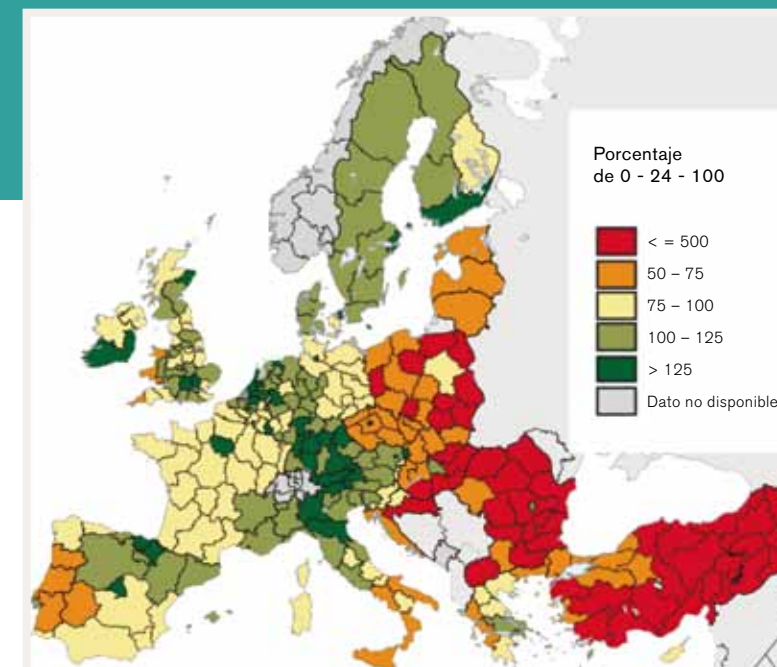 Porcentaje
de 0 - 24 - 100
< = 500
50 – 75
75 – 100
100 – 125
> 125
Dato no disponible